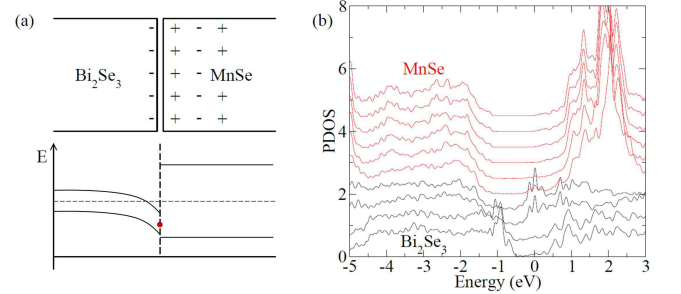 (a)
- + - +
- + - +
Bi2Se3 - + - + MnSe
- + - +
- + - +
E
(b)
8
MnSe
6
PDOS
4
2
Bi2Se3
0
-5 -4 -3 -2 -1 0 1 2 3
Energy (eV)